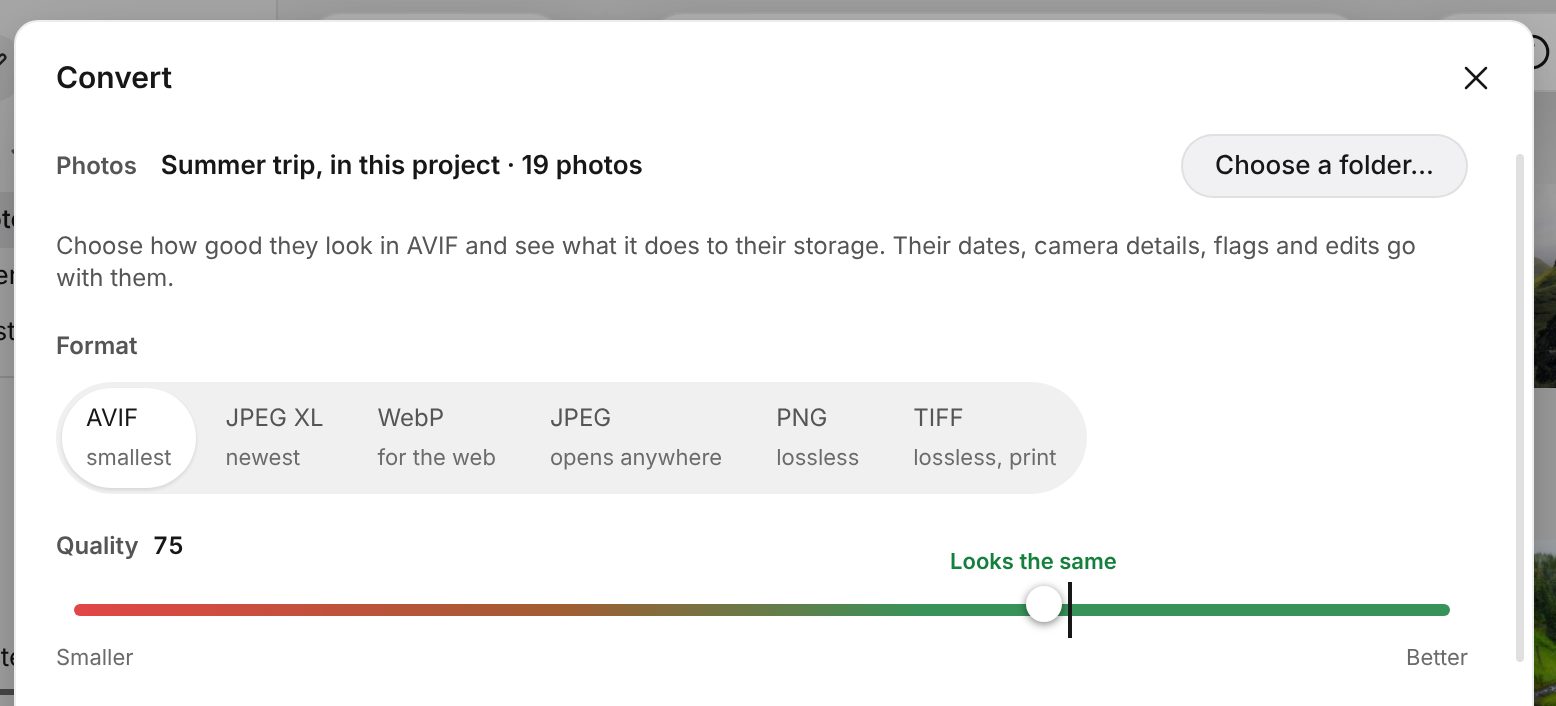 Convert
Photos Summer trip, in this project · 19 photos
Choose a folder...
Choose how good they look in AVIF and see what it does to their storage. Their dates, camera details, flags and edits go
with them.
Format
AVIF
smallest
JPEG XL
newest
WebP
for the web
JPEG
opens anywhere
PNG
lossless
TIFF
lossless, print
Quality 75
Looks the same
Smaller
Better